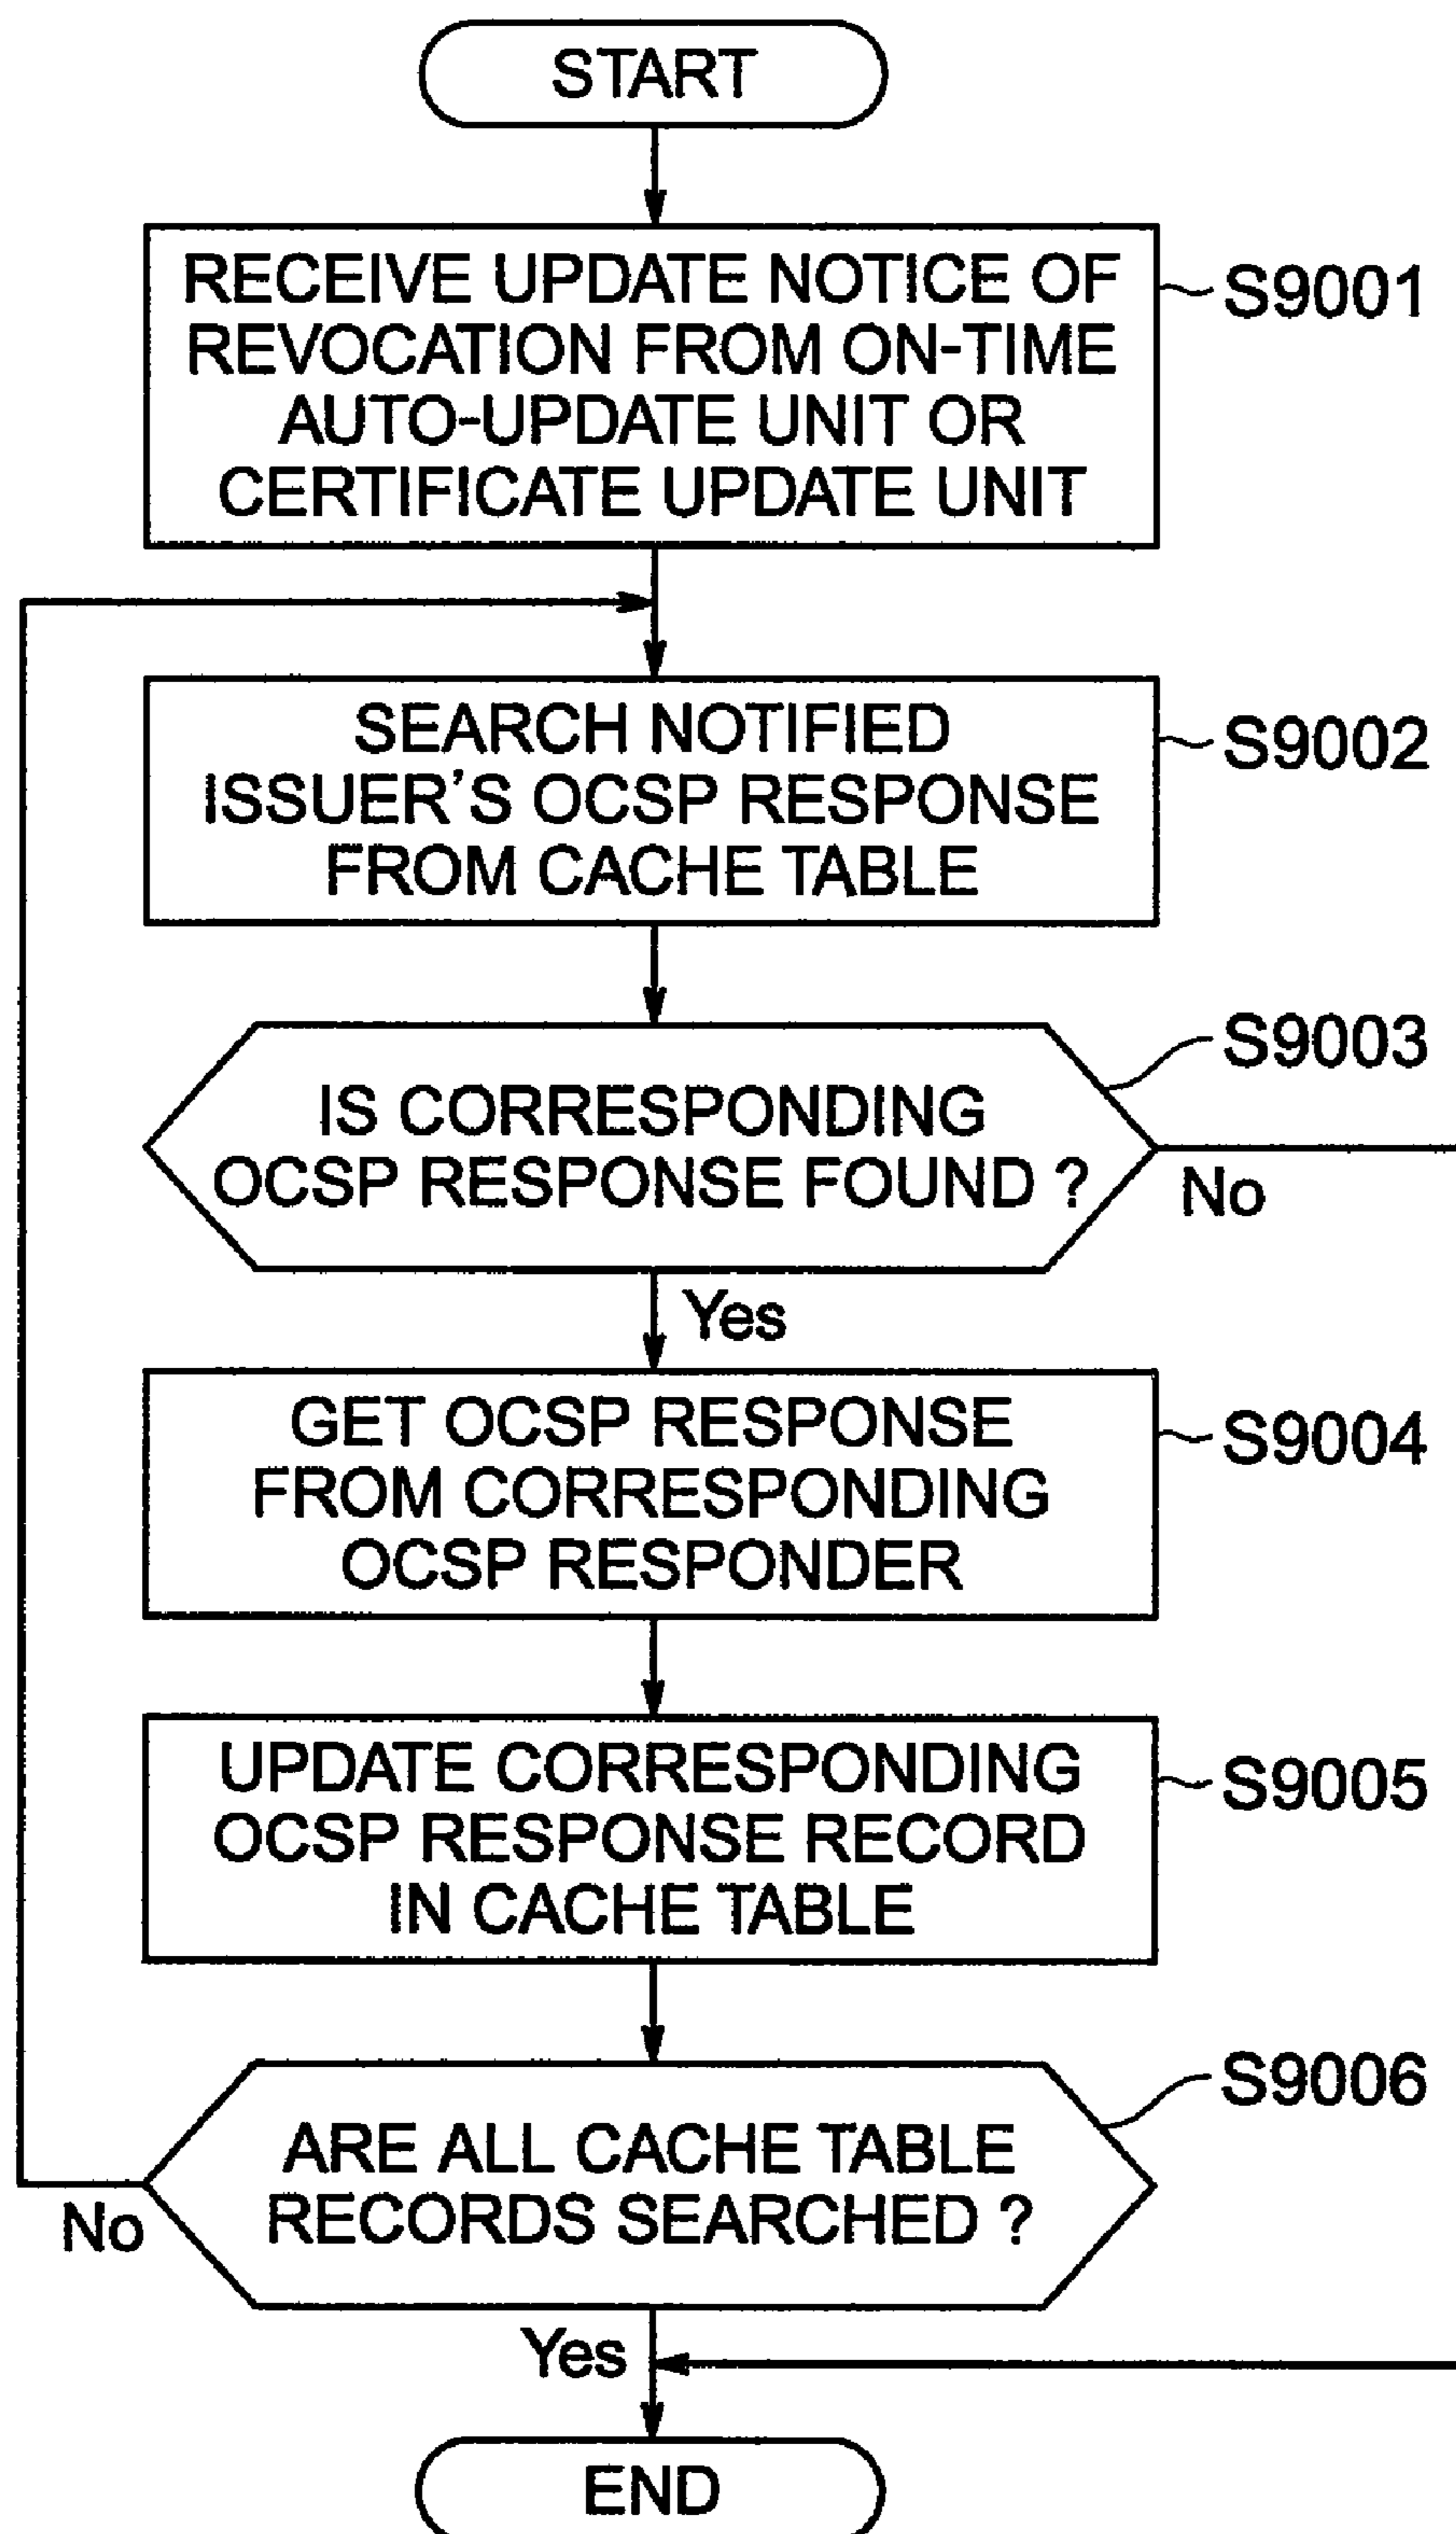 START
RECEIVE UPDATE NOTICE OF
REVOCATION FROM ON-TIME
AUTO-UPDATE UNIT OR
CERTIFICATE UPDATE UNIT
S9001
SEARCH NOTIFIED
ISSUER'S OCSP RESPONSE
FROM CACHE TABLE
S9002
IS CORRESPONDING
OCSP RESPONSE FOUND ?
S9003
No
Yes
GET OCSP RESPONSE
FROM CORRESPONDING
OCSP RESPONDER
S9004
UPDATE CORRESPONDING
OCSP RESPONSE RECORD
IN CACHE TABLE
S9005
ARE ALL CACHE TABLE
RECORDS SEARCHED ?
S9006
No
Yes
END